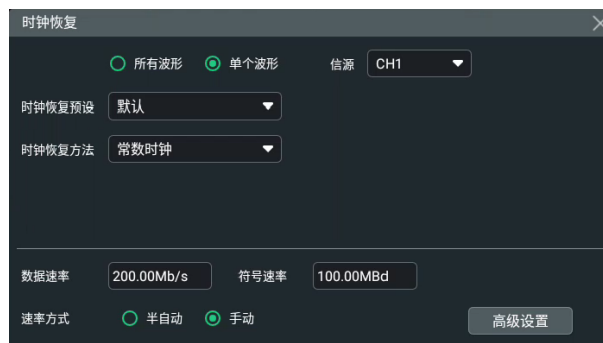 时钟恢复
所有波形 单个波形 信源 CH1
时钟恢复预设 默认
时钟恢复方法 常数时钟
数据速率 200.00Mb/s 符号速率 100.00MBd
速率方式 半自动 手动 高级设置